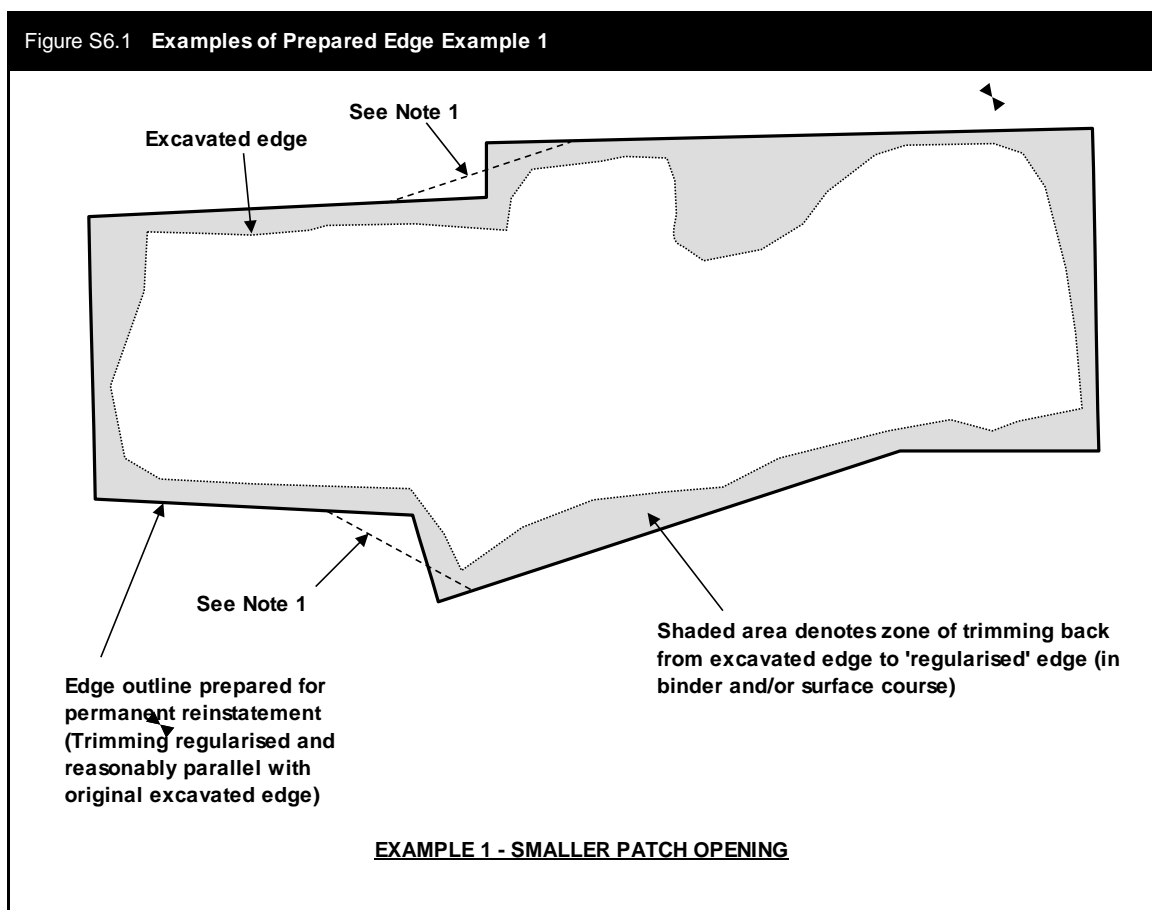 Figure S6.1 Examples of Prepared Edge Example 1
See Note 1
Excavated edge
See Note 1
Shaded area denotes zone of trimming back
from excavated edge to 'regularised' edge (in
binder and/or surface course)
Edge outline prepared for
permanent reinstatement
(Trimming regularised and
reasonably parallel with
original excavated edge)
EXAMPLE 1 - SMALLER PATCH OPENING